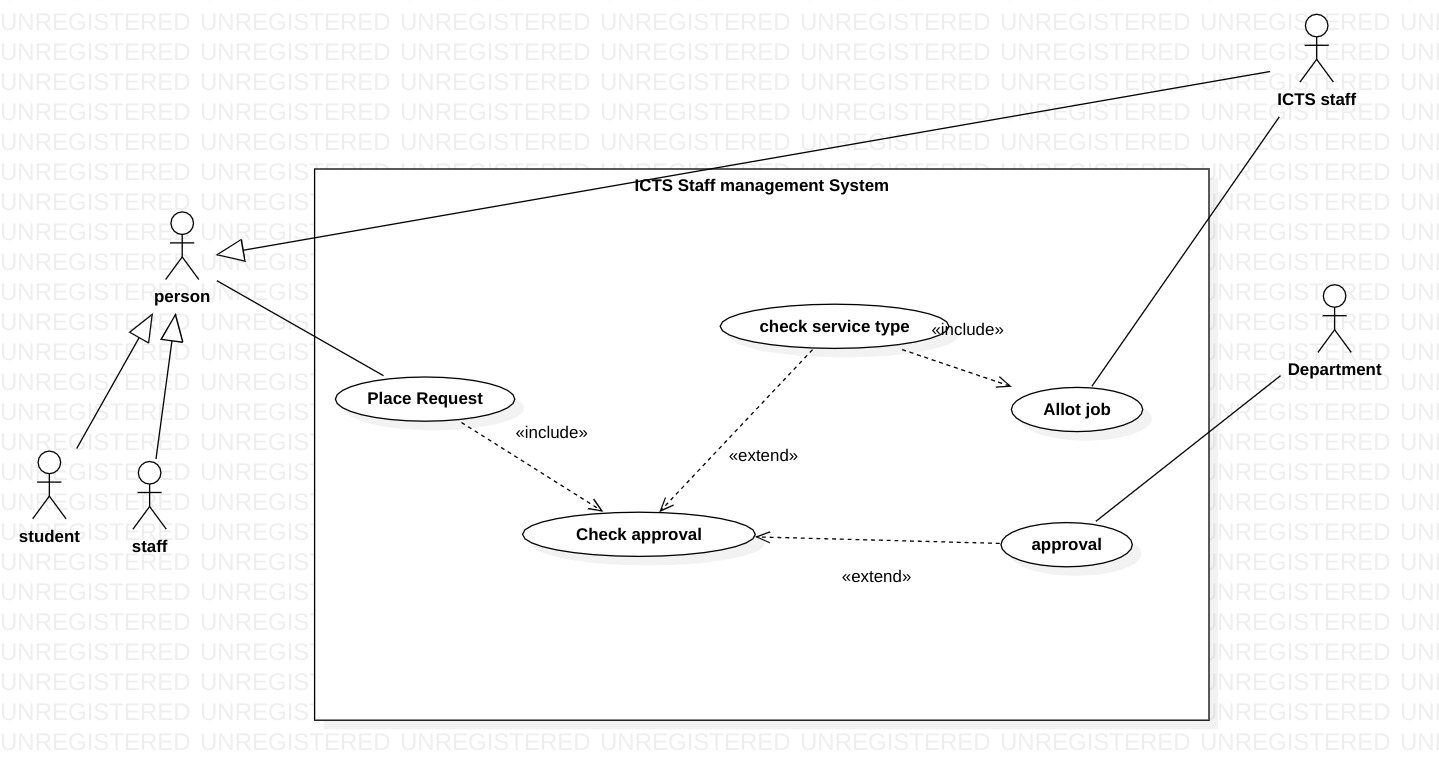 UNREGISTERED UNREGISTERED UNREGISTERED UNREGISTERED UNREGISTERED UNREGISTERED UNREGISTERED UNI
ICTS staff
ICTS Staff management System
person
check service type
«include»
Department
Place Request
Allot job
«include»
«extend»
student
staff
Check approval
approval
«extend»